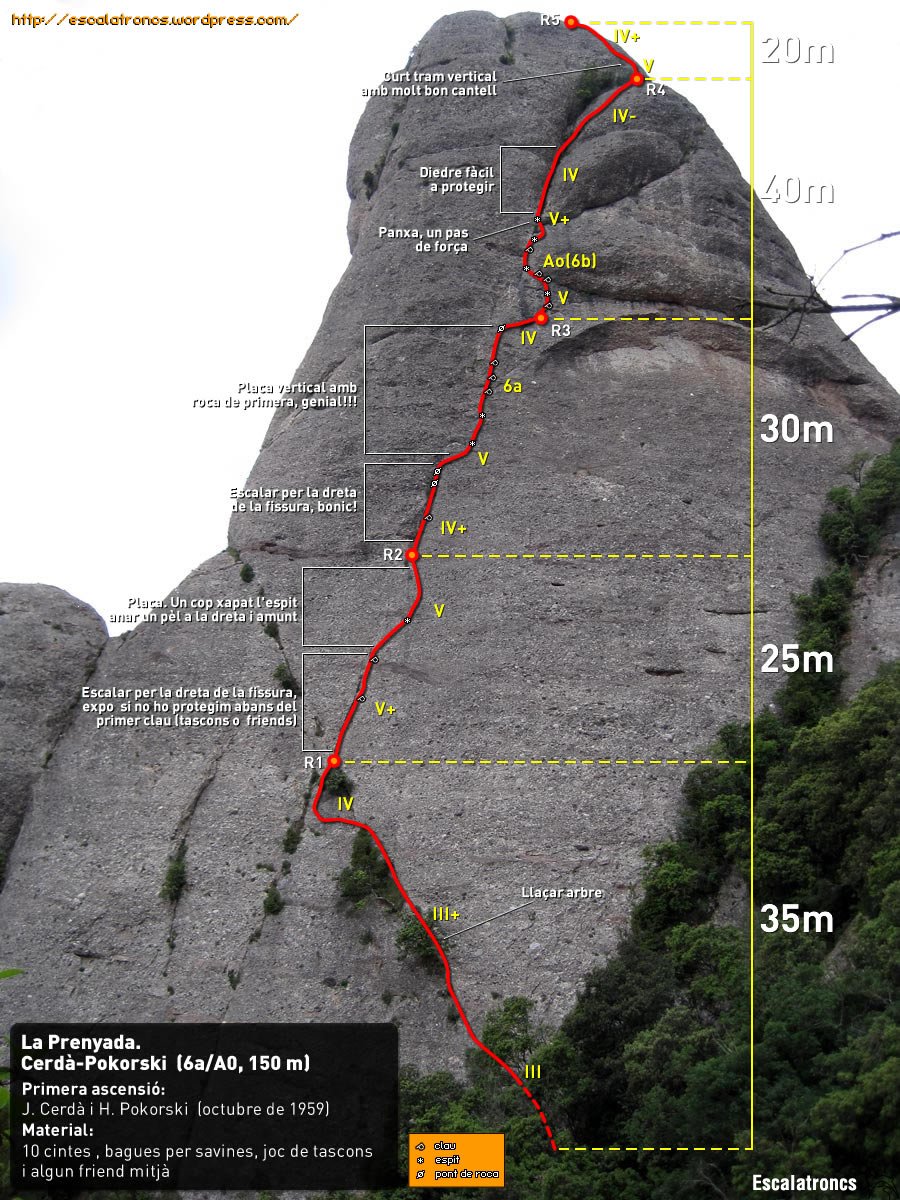 http://escalatroncs.wordpress.com/
R5
IV+
20m
V
Curt tram vertical
amb molt bon cantell
R4
IV-
Diedre fàcil
a protegir
IV
40m
V+
Panxa, un pas
de força
Ao(6b)
V
R3
IV
Placa vertical amb
roca de primera, genial!!!
6a
30m
V
Escalar per la dreta
de la fissura, bonic!
IV+
R2
Placa. Un cop xapat l'espit
anar un pèl a la dreta i amunt
V
25m
Escalar per la dreta de la fissura,
expo si no ho protegim abans del
primer clau (tascons o friends)
V+
R1
IV
Llaçar arbre
III+
35m
La Prenyada.
Cerdà-Pokorski (6a/A0, 150 m)
III
Primera ascensió:
J. Cerdà i H. Pokorski (octubre de 1959)
Material:
10 cintes , bagues per savines, joc de tascons
i algun friend mitjà
clau
espit
pont de roca
Escalatroncs